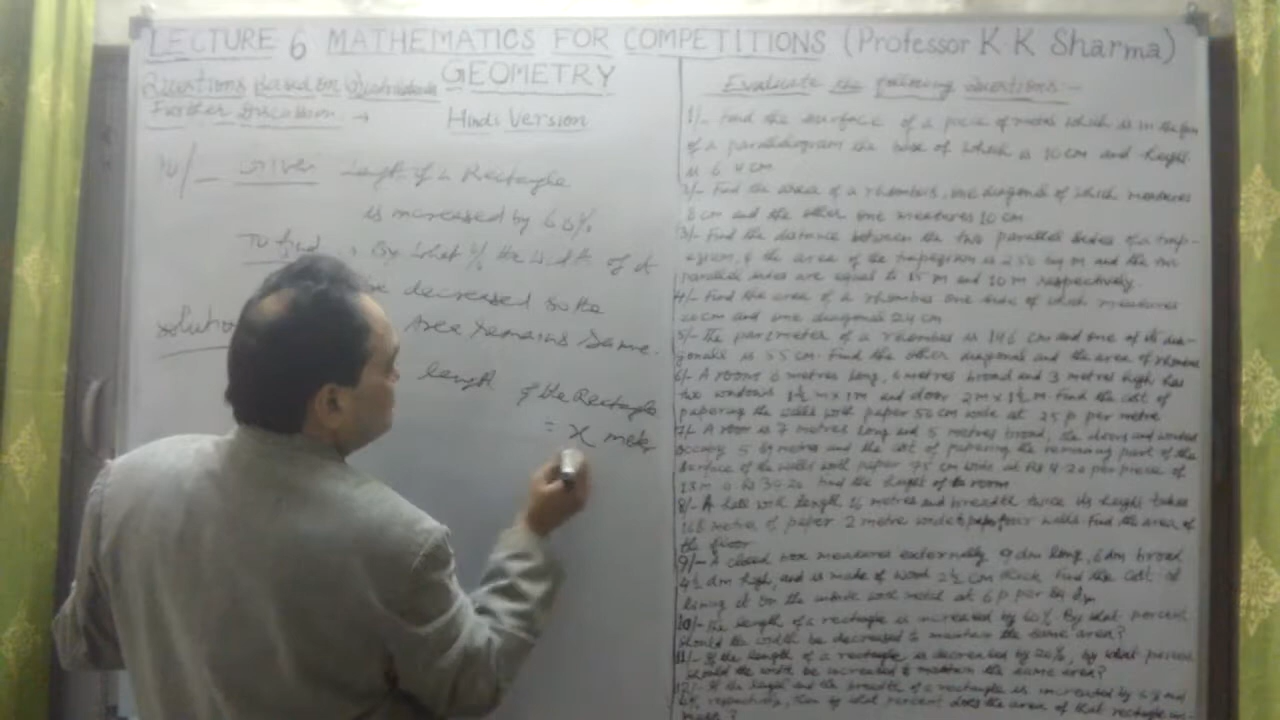 LECTURE 6 MATHEMATICS FOR COMPETITIONS (Professor K K Sharma)
GEOMETRY
Questions Based on
Further Discussion →
Hindi Version
10/- Given Length of a Rectangle
is increased by 60%
To find : By what % the width of it
be decreased so the
Area remains Same.
Solution
length of the Rectangle
= x metre
Evaluate the following Questions :-
1/- Find the surface of a piece of metal which is in the form
of a parallelogram the base of which is 10 cm and height
is 6.4 cm
2/- Find the area of a rhombus, one diagonal of which measures
8 cm and the other one measures 10 cm
3/- Find the distance between the two parallel sides of a trap-
ezium, if the area of the trapezium is 250 sq m and the two
parallel sides are equal to 15 m and 10 m respectively.
4/- Find the area of a rhombus one side of which measures
20 cm and one diagonal 24 cm
5/- The perimeter of a rhombus is 146 cm and one of its dia-
gonals is 55 cm. Find the other diagonal and the area of rhombus
6/- A room 8 metres long, 6 metres broad and 3 metres high has
two windows 1½ m x 1 m and door 2 m x 1½ m. Find the cost of
papering the walls with paper 50 cm wide at 25 p per metre
7/- A room is 7 metres long and 5 metres broad, the doors and windows
occupy 5 sq metres and the cost of papering the remaining part of the
surface of the walls with paper 75 cm wide at Rs 4.20 per piece of
13 m is Rs 39.20 find the height of the room
8/- A hall with length 16 metres and breadth twice its height takes
168 metre of paper 2 metre wide to paper four walls. Find the area of
the floor
9/- A closed box measures externally 9 dm long, 6 dm broad
4½ dm high, and is made of wood 2½ cm thick Find the cost of
lining it on the inside with metal at 6 p per sq dm
10/- The length of a rectangle is increased by 60%. By what percent
should the width be decreased to maintain the same area?
11/- If the length of a rectangle is decreased by 20%, by what percent
should the width be increased to maintain the same area?
12/- If the length and the breadth of a rectangle is increased by
respectively, then by what percent does the area of that rectangle